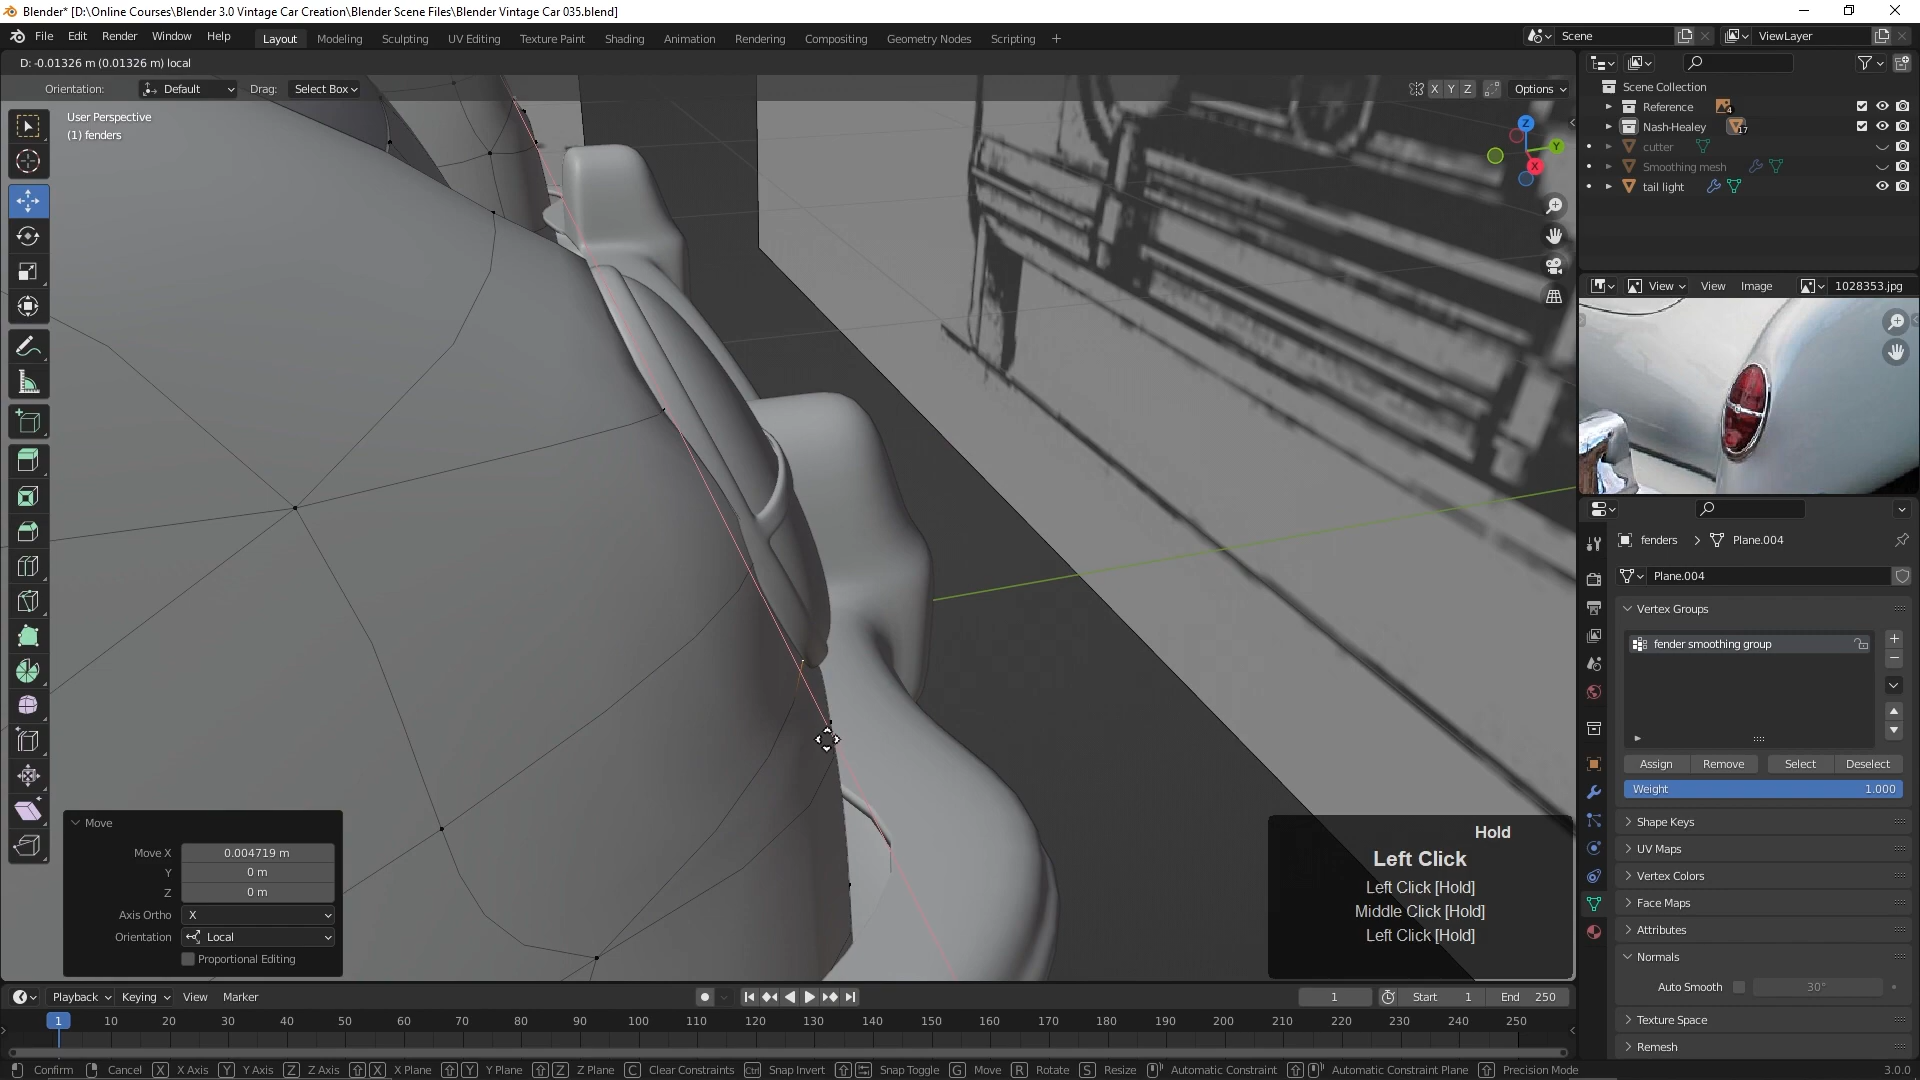 Blender* [D:\Online Courses\Blender 3.0 Vintage Car Creation\Blender Scene Files\Blender Vintage Car 035.blend]
File Edit Render Window Help Layout Modeling Sculpting UV Editing Texture Paint Shading Animation Rendering Compositing Geometry Nodes Scripting + Scene ViewLayer
D: -0.01326 m (0.01326 m) local
Orientation: Default Drag: Select Box X Y Z Options
User Perspective
(1) fenders
Z
Y
X
Scene Collection
Reference 4
Nash-Healey 17
cutter
Smoothing mesh
tail light
View View Image 1028353.jpg
fenders > Plane.004
Plane.004
Vertex Groups
fender smoothing group
Assign Remove Select Deselect
Weight 1.000
Shape Keys
UV Maps
Vertex Colors
Face Maps
Attributes
Normals
Auto Smooth 30°
Texture Space
Remesh
Move
Move X 0.004719 m
Y 0 m
Z 0 m
Axis Ortho X
Orientation Local
Proportional Editing
Hold
Left Click
Left Click [Hold]
Middle Click [Hold]
Left Click [Hold]
Playback Keying View Marker 1 Start 1 End 250
1 10 20 30 40 50 60 70 80 90 100 110 120 130 140 150 160 170 180 190 200 210 220 230 240 250
Confirm Cancel X X Axis Y Y Axis Z Z Axis X X Plane Y Y Plane Z Z Plane C Clear Constraints Ctrl Snap Invert Snap Toggle G Move R Rotate S Resize Automatic Constraint Automatic Constraint Plane Precision Mode 3.0.0